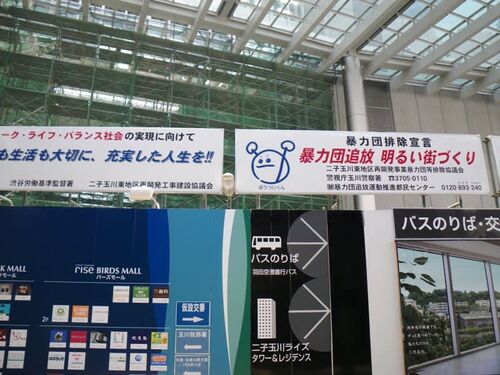 ーク・ライフ・バランス社会の実現に向けて
も生活も大切に、充実した人生を!!
渋谷労働基準監督署 二子玉川東地区再開発工事建設協議会
暴力団排除宣言
暴力団追放 明るい街づくり
ぼうついくん
二子玉川東地区再開発事業暴力団等排除協議会
警視庁玉川警察署 ☎3705-0110
暴力団追放運動推進都民センター 0120-893-240
K MALL
rise BIRDS MALL
バーズモール
2F
仮設交番
玉川税務署
バスのりば
羽田空港直行バス
二子玉川ライズ
タワー&レジデンス
バスのりば・交